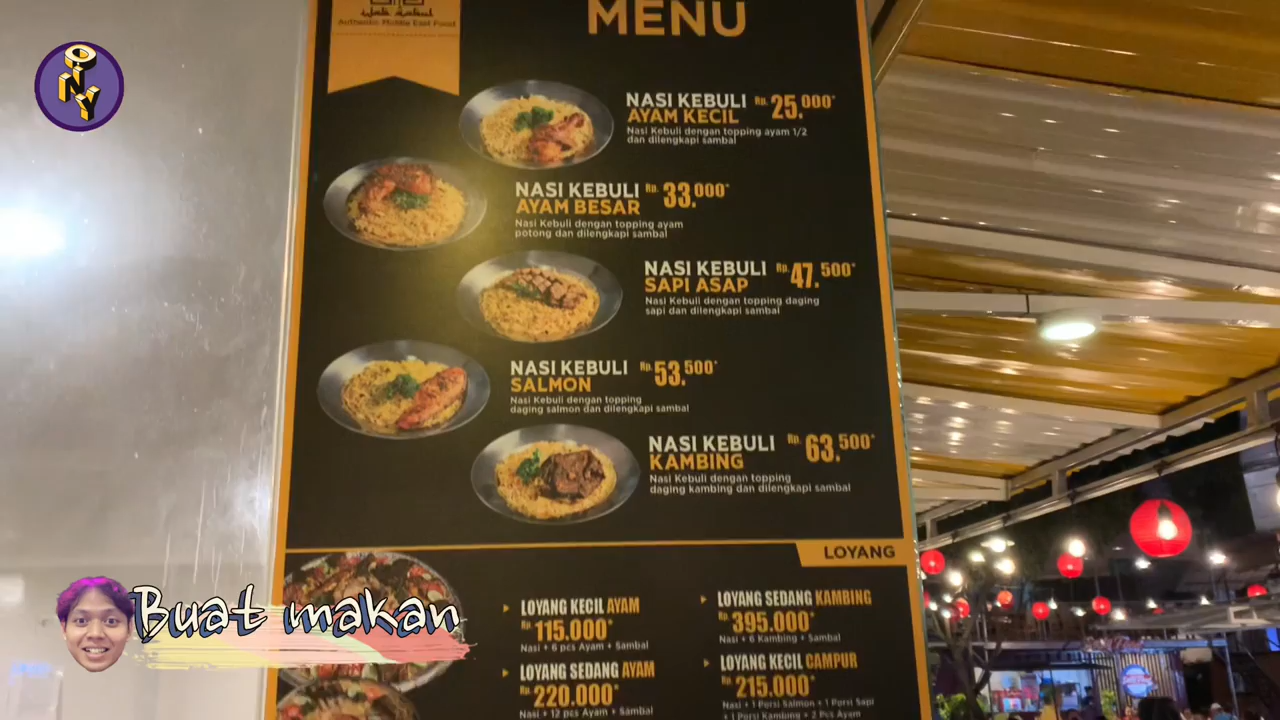 ONY
Authentic Middle East Food
MENU
NASI KEBULI
AYAM KECIL
Rp. 25.000*
Nasi Kebuli dengan topping ayam 1/2
dan dilengkapi sambal
NASI KEBULI
AYAM BESAR
Rp. 33.000*
Nasi Kebuli dengan topping ayam
potong dan dilengkapi sambal
NASI KEBULI
SAPI ASAP
Rp. 47.500*
Nasi Kebuli dengan topping daging
sapi dan dilengkapi sambal
NASI KEBULI
SALMON
Rp. 53.500*
Nasi Kebuli dengan topping
daging salmon dan dilengkapi sambal
NASI KEBULI
KAMBING
Rp. 63.500*
Nasi Kebuli dengan topping
daging kambing dan dilengkapi sambal
LOYANG
LOYANG KECIL AYAM
Rp. 115.000*
Nasi + 6 pcs Ayam + Sambal
LOYANG SEDANG AYAM
Rp. 220.000*
Nasi + 12 pcs Ayam + Sambal
LOYANG SEDANG KAMBING
Rp. 395.000*
Nasi + 6 Kambing + Sambal
LOYANG KECIL CAMPUR
Rp. 215.000*
Nasi + 1 Porsi Salmon + 1 Porsi Sapi
+ 1 Porsi Kambing + 2 Pcs Ayam
Buat makan